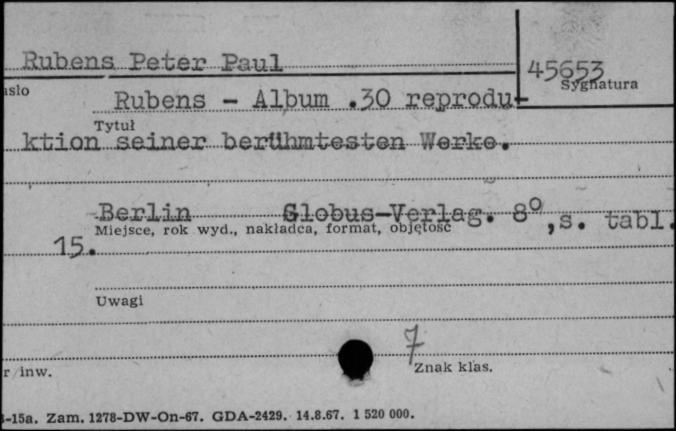 Rubens Peter Paul
45653
Sygnatura
Rubens - Album .30 reprodu-
Tytuł
ktion seiner berühmtesten Werke.
Berlin Globus-Verlag. 8⁰,s. tabl.
Miejsce, rok wyd., nakładca, format, objętość
15.
Uwagi
7
r inw.
Znak klas.
-15a. Zam. 1278-DW-On-67. GDA-2429. 14.8.67. 1 520 000.